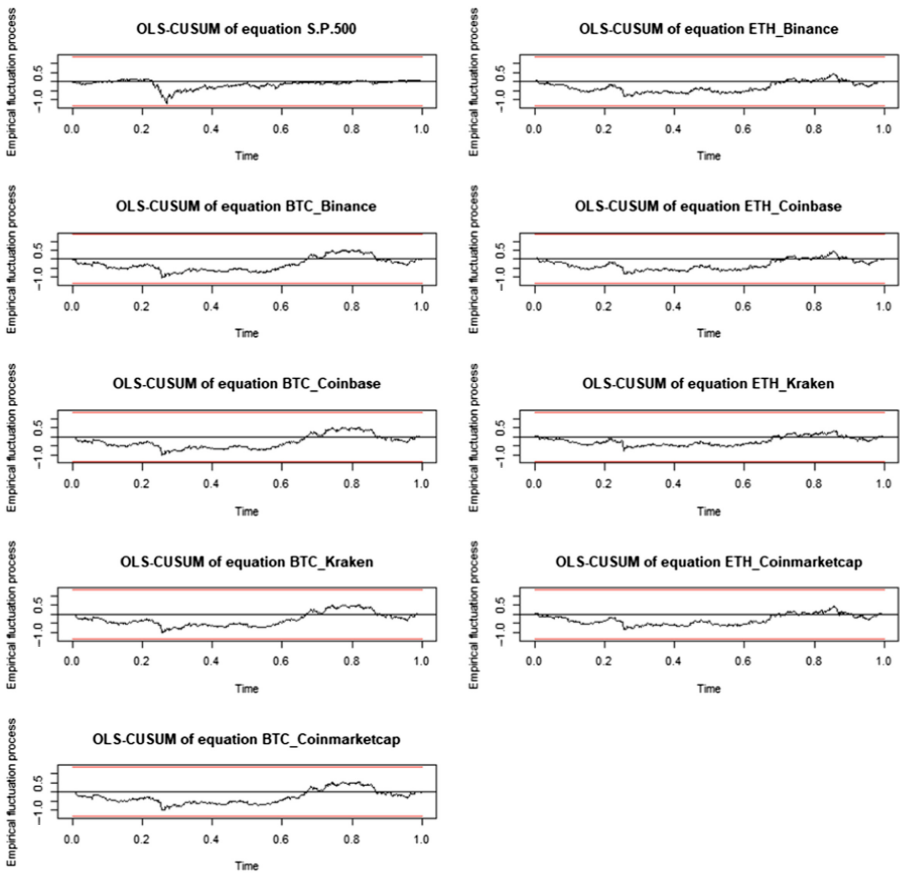 OLS-CUSUM of equation S.P.500
Empirical fluctuation process
0.5
-1.0
0.0 0.2 0.4 0.6 0.8 1.0
Time
OLS-CUSUM of equation ETH_Binance
Empirical fluctuation process
0.5
-1.0
0.0 0.2 0.4 0.6 0.8 1.0
Time
OLS-CUSUM of equation BTC_Binance
Empirical fluctuation process
0.5
-1.0
0.0 0.2 0.4 0.6 0.8 1.0
Time
OLS-CUSUM of equation ETH_Coinbase
Empirical fluctuation process
0.5
-1.0
0.0 0.2 0.4 0.6 0.8 1.0
Time
OLS-CUSUM of equation BTC_Coinbase
Empirical fluctuation process
0.5
-1.0
0.0 0.2 0.4 0.6 0.8 1.0
Time
OLS-CUSUM of equation ETH_Kraken
Empirical fluctuation process
0.5
-1.0
0.0 0.2 0.4 0.6 0.8 1.0
Time
OLS-CUSUM of equation BTC_Kraken
Empirical fluctuation process
0.5
-1.0
0.0 0.2 0.4 0.6 0.8 1.0
Time
OLS-CUSUM of equation ETH_Coinmarketcap
Empirical fluctuation process
0.5
-1.0
0.0 0.2 0.4 0.6 0.8 1.0
Time
OLS-CUSUM of equation BTC_Coinmarketcap
Empirical fluctuation process
0.5
-1.0
0.0 0.2 0.4 0.6 0.8 1.0
Time